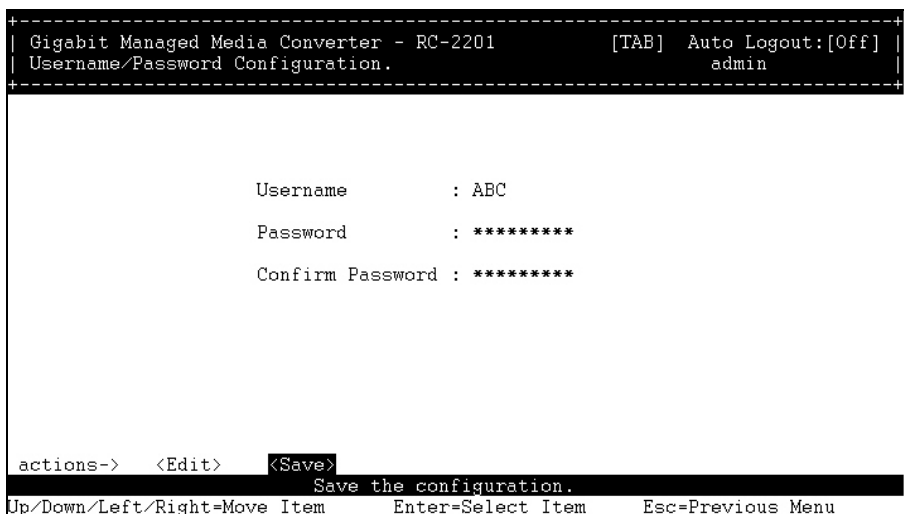 Gigabit Managed Media Converter - RC-2201 [TAB] Auto Logout:[Off]
Username/Password Configuration. admin
Username : ABC
Password : *********
Confirm Password : *********
actions-> <Edit> <Save>
Save the configuration.
Up/Down/Left/Right=Move Item Enter=Select Item Esc=Previous Menu